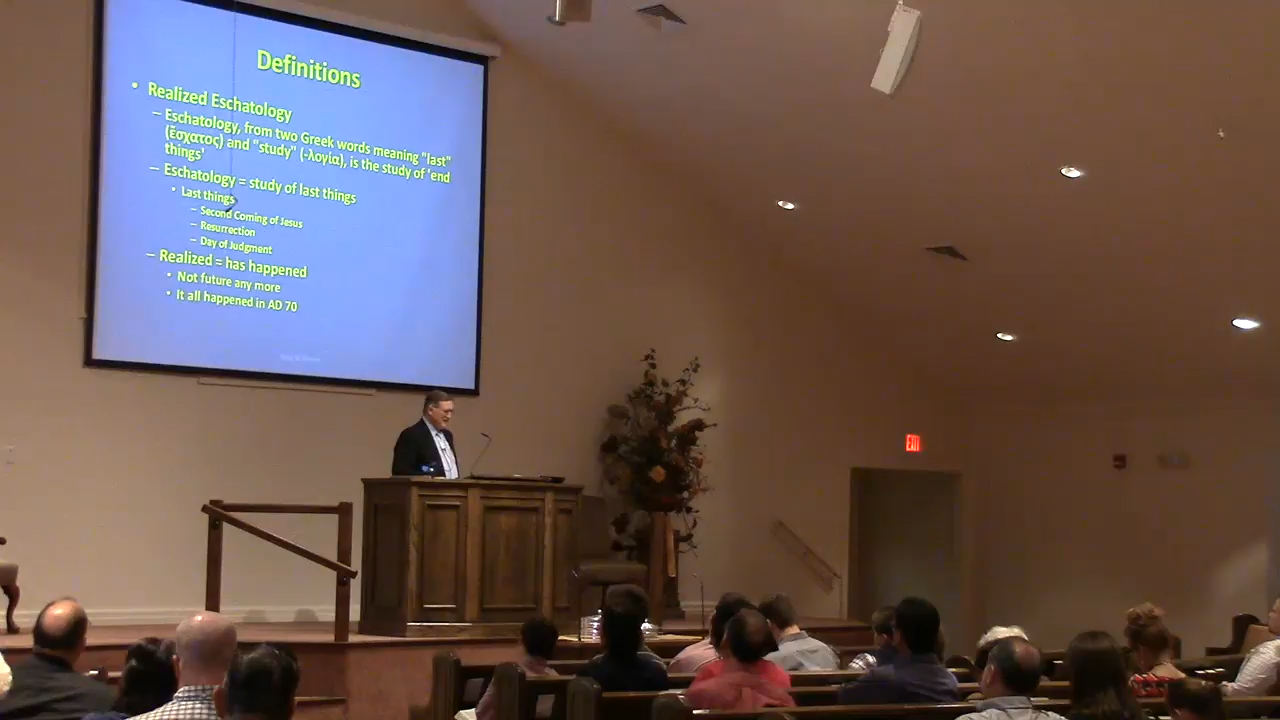 Definitions
• Realized Eschatology
– Eschatology, from two Greek words meaning "last"
(ἔσχατος) and "study" (-λογία), is the study of 'end
things'
– Eschatology = study of last things
• Last things
– Second Coming of Jesus
– Resurrection
– Day of Judgment
– Realized = has happened
• Not future any more
• It all happened in AD 70
EXIT